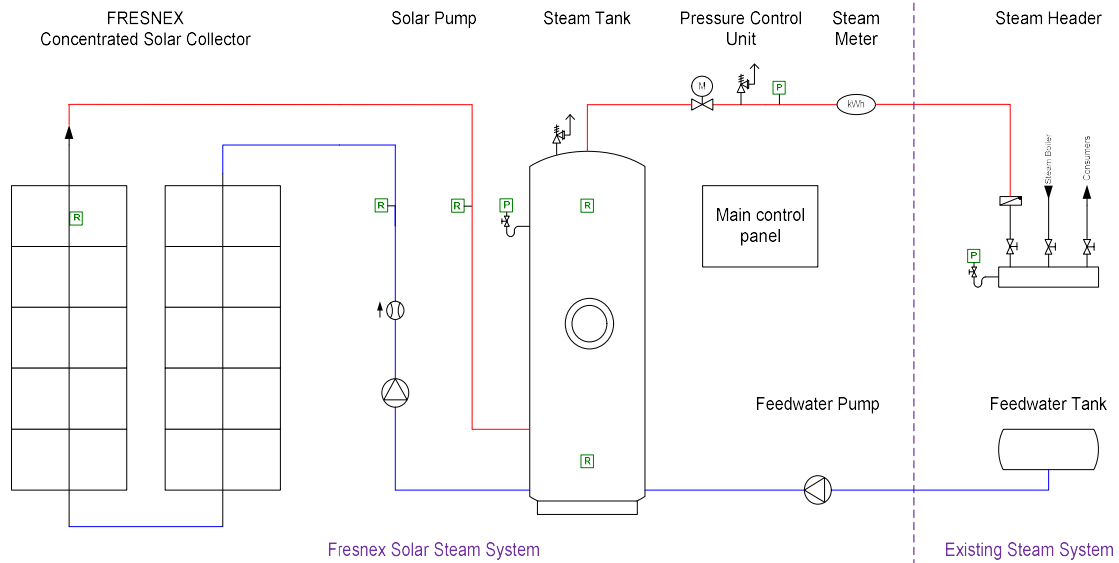 FRESNEX
Concentrated Solar Collector
Solar Pump
Steam Tank
Pressure Control
Unit
Steam
Meter
Steam Header
M
P
kWh
Steam Boiler
Consumers
R
R
R
P
R
Main control
panel
P
Feedwater Pump
Feedwater Tank
R
Fresnex Solar Steam System
Existing Steam System